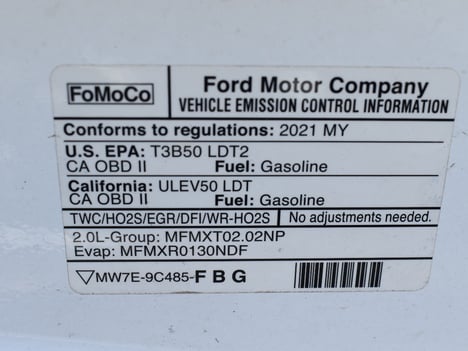 FoMoCo
Ford Motor Company
VEHICLE EMISSION CONTROL INFORMATION
Conforms to regulations: 2021 MY
U.S. EPA: T3B50 LDT2
CA OBD II Fuel: Gasoline
California: ULEV50 LDT
CA OBD II Fuel: Gasoline
TWC/HO2S/EGR/DFI/WR-HO2S No adjustments needed.
2.0L-Group: MFMXT02.02NP
Evap: MFMXR0130NDF
MW7E-9C485-F B G